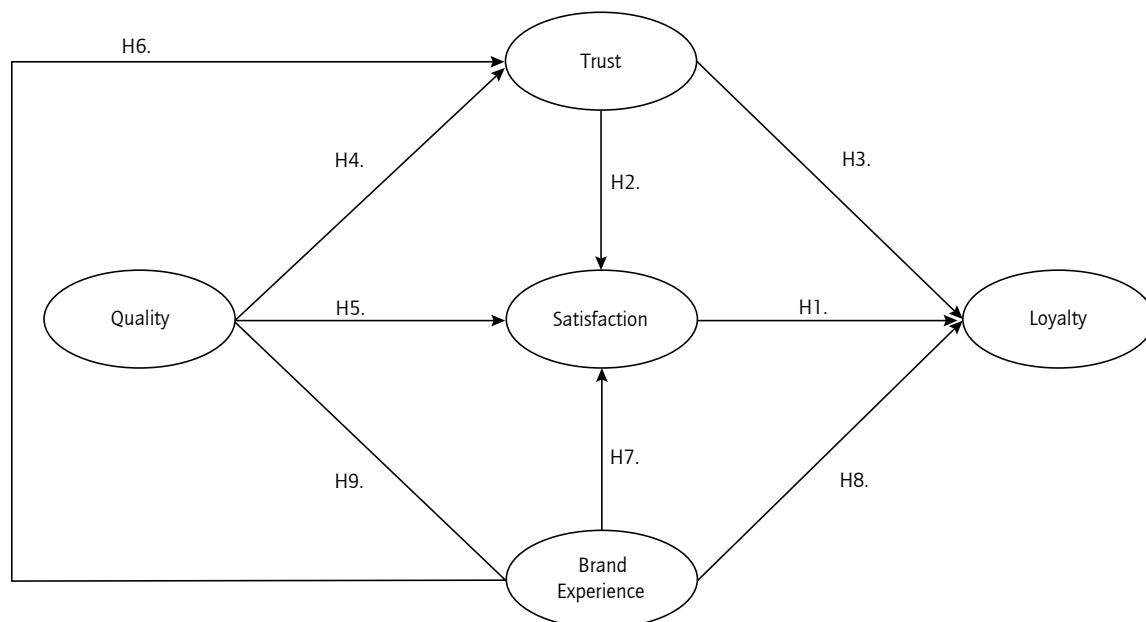 H6.
Trust
H4.
H3.
H2.
Quality
H5.
Satisfaction
H1.
Loyalty
H9.
H7.
H8.
Brand
Experience